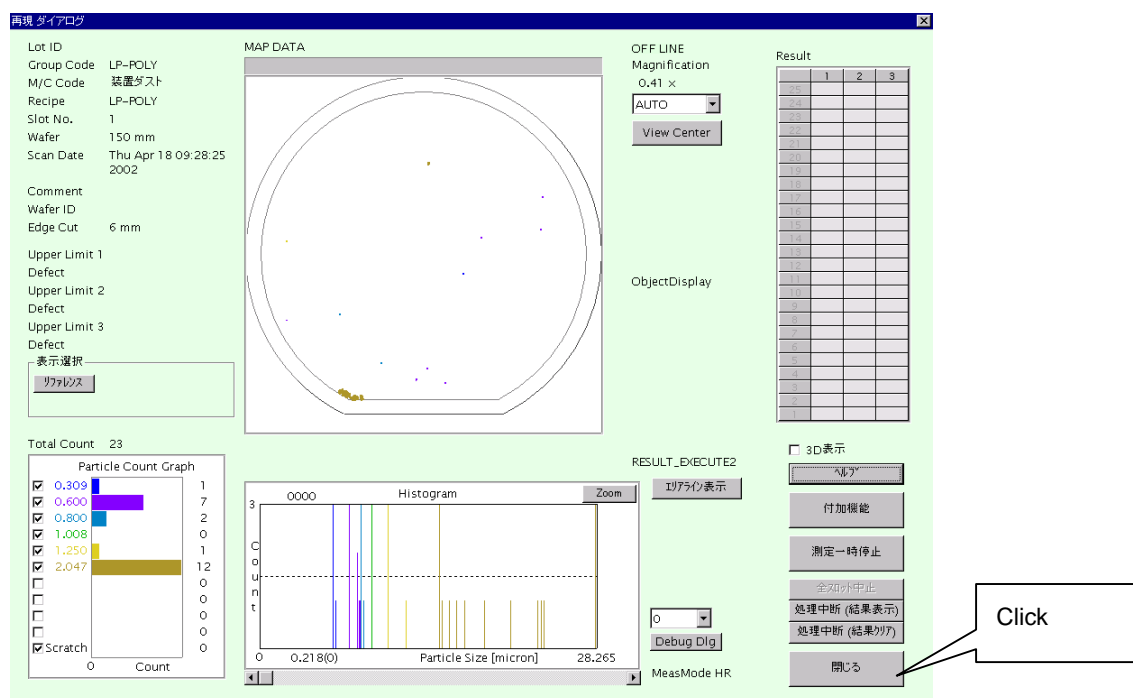 再現 ダイアログ
Lot ID
Group Code LP-POLY
M/C Code 装置ダスト
Recipe LP-POLY
Slot No. 1
Wafer 150 mm
Scan Date Thu Apr 18 09:28:25
2002
Comment
Wafer ID
Edge Cut 6 mm
Upper Limit 1
Defect
Upper Limit 2
Defect
Upper Limit 3
Defect
表示選択
ﾘﾌｧﾚﾝｽ
MAP DATA
OFF LINE
Magnification
0.41 ×
AUTO
View Center
ObjectDisplay
Result
1 2 3
25
24
23
22
21
20
19
18
17
16
15
14
13
12
11
10
9
8
7
6
5
4
3
2
1
Total Count 23
Particle Count Graph
0.309 1
0.600 7
0.800 2
1.008 0
1.250 1
2.047 12
0
0
0
0
Scratch 0
0 Count
0000 Histogram Zoom
3
Count
0 0.218(0) Particle Size [micron] 28.265
RESULT_EXECUTE2
ｴﾘｱﾗｲﾝ表示
0
Debug Dlg
MeasMode HR
3D表示
ﾍﾙﾌﾟ
付加機能
測定一時停止
全ｽﾛｯﾄ中止
処理中断 (結果表示)
処理中断 (結果ｸﾘｱ)
閉じる
Click